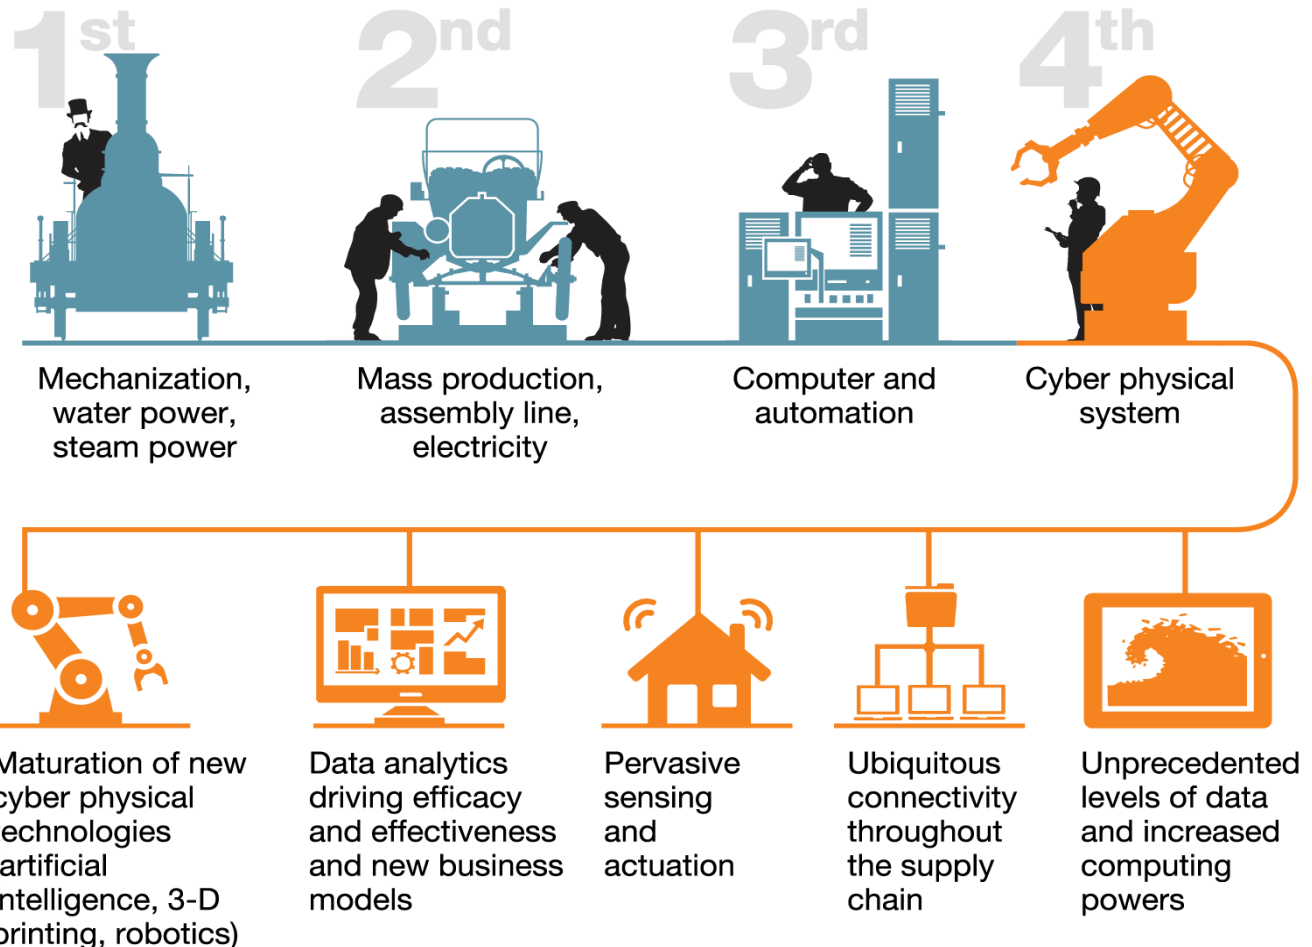 1st
2nd
3rd
4th
Mechanization,
water power,
steam power
Mass production,
assembly line,
electricity
Computer and
automation
Cyber physical
system
Maturation of new
cyber physical
technologies
(artificial
intelligence, 3-D
printing, robotics)
Data analytics
driving efficacy
and effectiveness
and new business
models
Pervasive
sensing
and
actuation
Ubiquitous
connectivity
throughout
the supply
chain
Unprecedented
levels of data
and increased
computing
powers